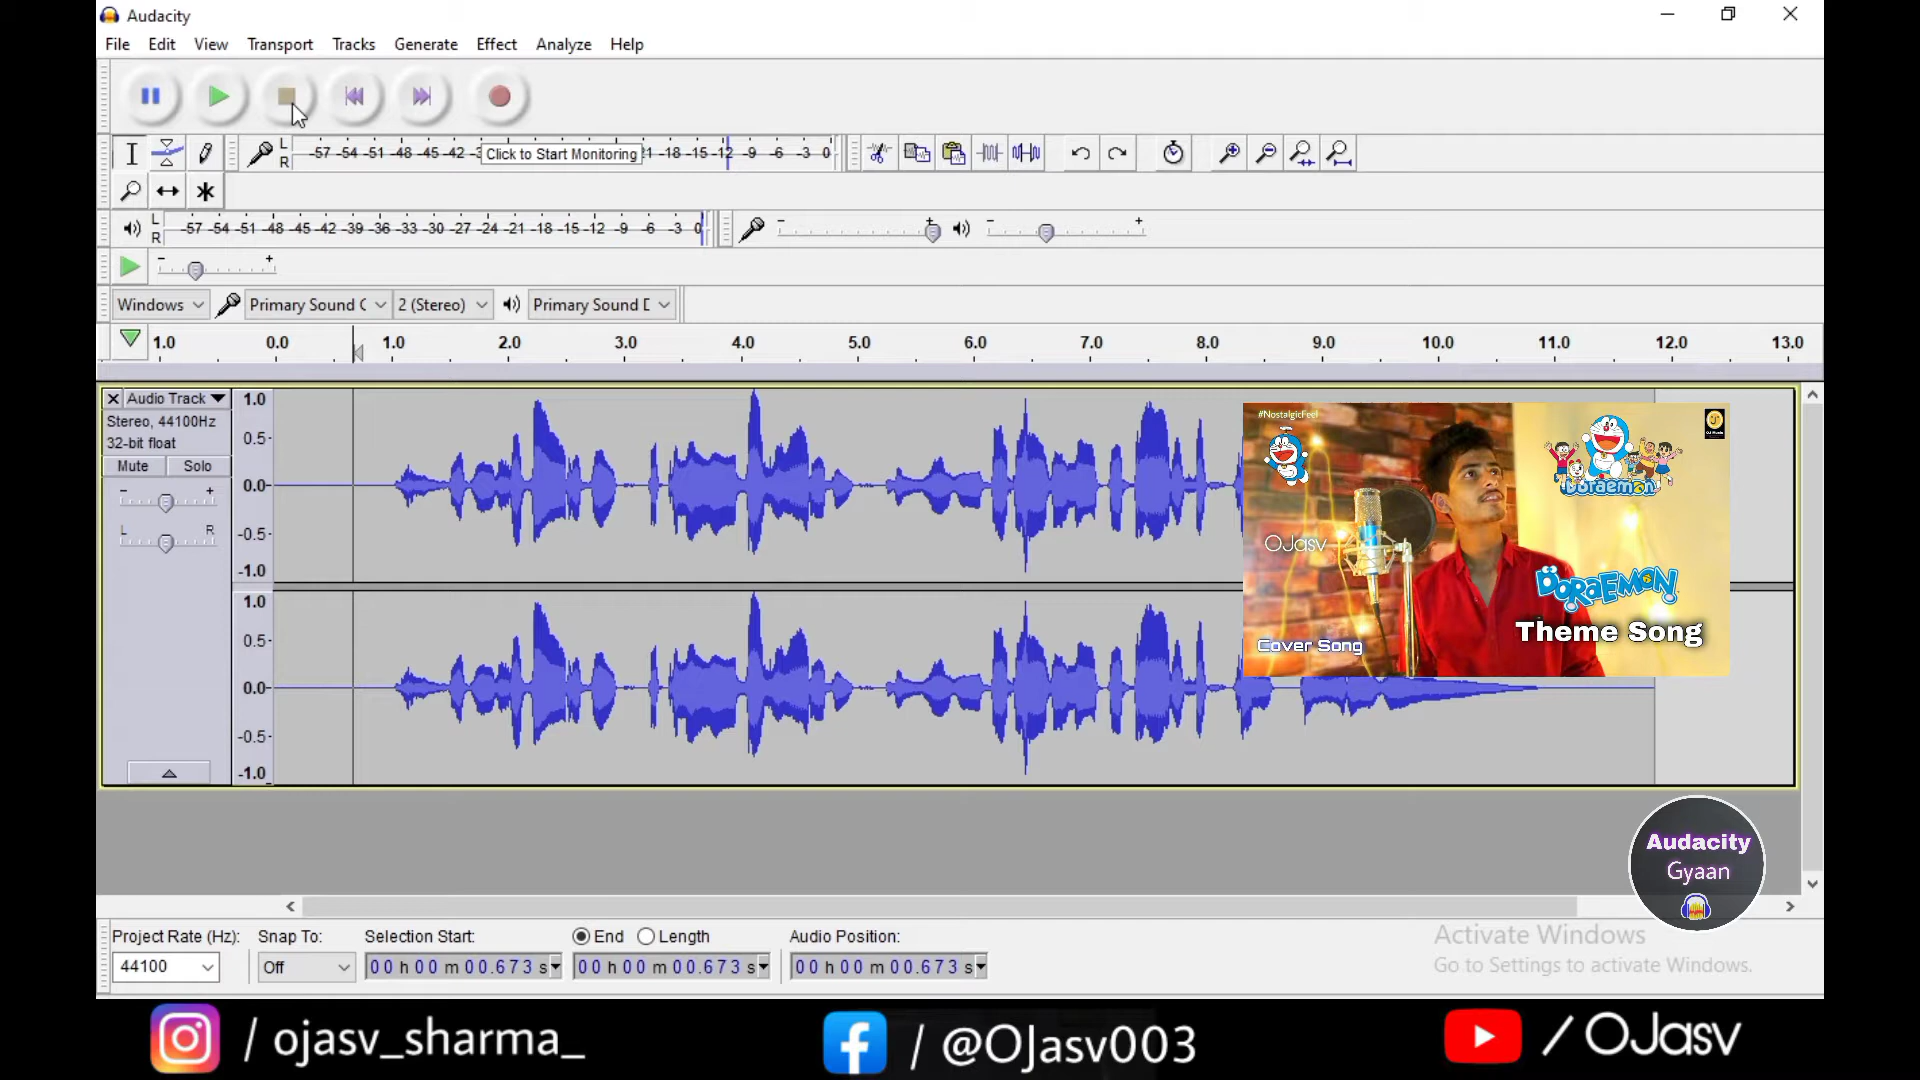 Audacity
File Edit View Transport Tracks Generate Effect Analyze Help
L
R
-57 -54 -51 -48 -45 -42 -3 Click to Start Monitoring 21 -18 -15 -12 -9 -6 -3 0
L
R
-57 -54 -51 -48 -45 -42 -39 -36 -33 -30 -27 -24 -21 -18 -15 -12 -9 -6 -3 0
- + - +
- +
Windows Primary Sound C 2 (Stereo) Primary Sound D
1.0 0.0 1.0 2.0 3.0 4.0 5.0 6.0 7.0 8.0 9.0 10.0 11.0 12.0 13.0
Audio Track
Stereo, 44100Hz
32-bit float
Mute Solo
- +
L R
1.0
0.5-
0.0-
-0.5-
-1.0
1.0
0.5-
0.0-
-0.5-
-1.0
#NostalgicFeel
Doraemon
OJasv
DORAEMON
Theme Song
Cover Song
Audacity
Gyaan
Activate Windows
Go to Settings to activate Windows.
Project Rate (Hz): Snap To: Selection Start: End Length Audio Position:
44100 Off 00 h 00 m 00.673 s 00 h 00 m 00.673 s 00 h 00 m 00.673 s
/ ojasv_sharma_ / @OJasv003 / OJasv